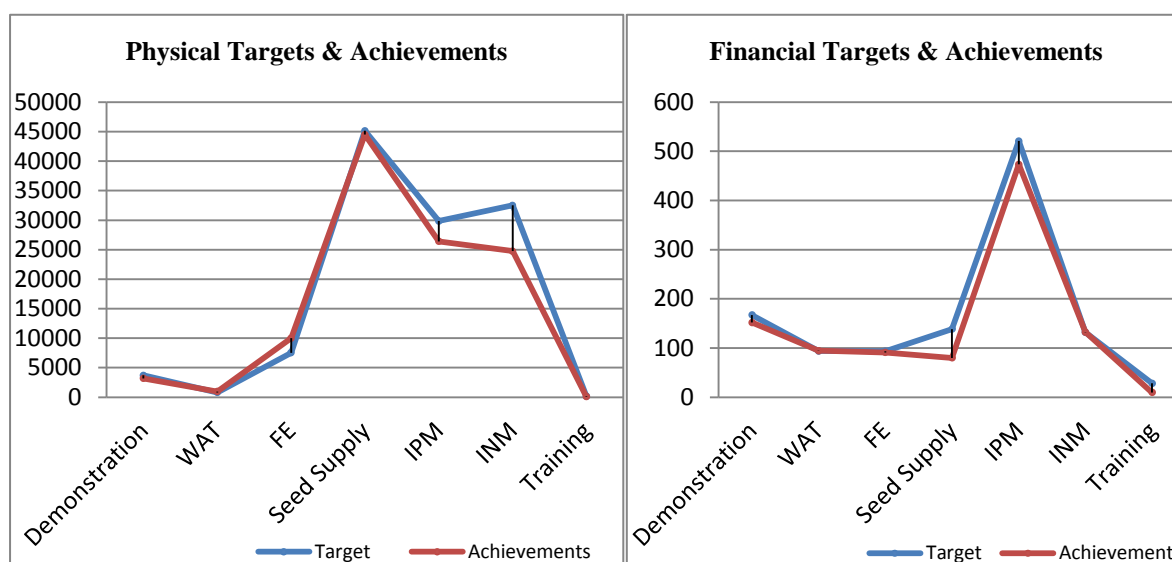 Physical Targets & Achievements
50000
45000
40000
35000
30000
25000
20000
15000
10000
5000
0
Demonstration
WAT
FE
Seed Supply
IPM
INM
Training
Target
Achievements
Financial Targets & Achievements
600
500
400
300
200
100
0
Demonstration
WAT
FE
Seed Supply
IPM
INM
Training
Target
Achievements